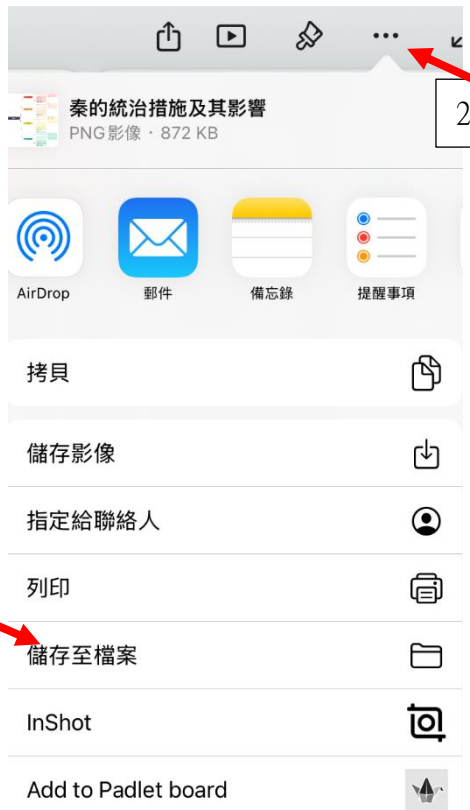 秦的統治措施及其影響
PNG影像 · 872 KB
2
AirDrop
郵件
備忘錄
提醒事項
拷貝
儲存影像
指定給聯絡人
列印
儲存至檔案
InShot
Add to Padlet board